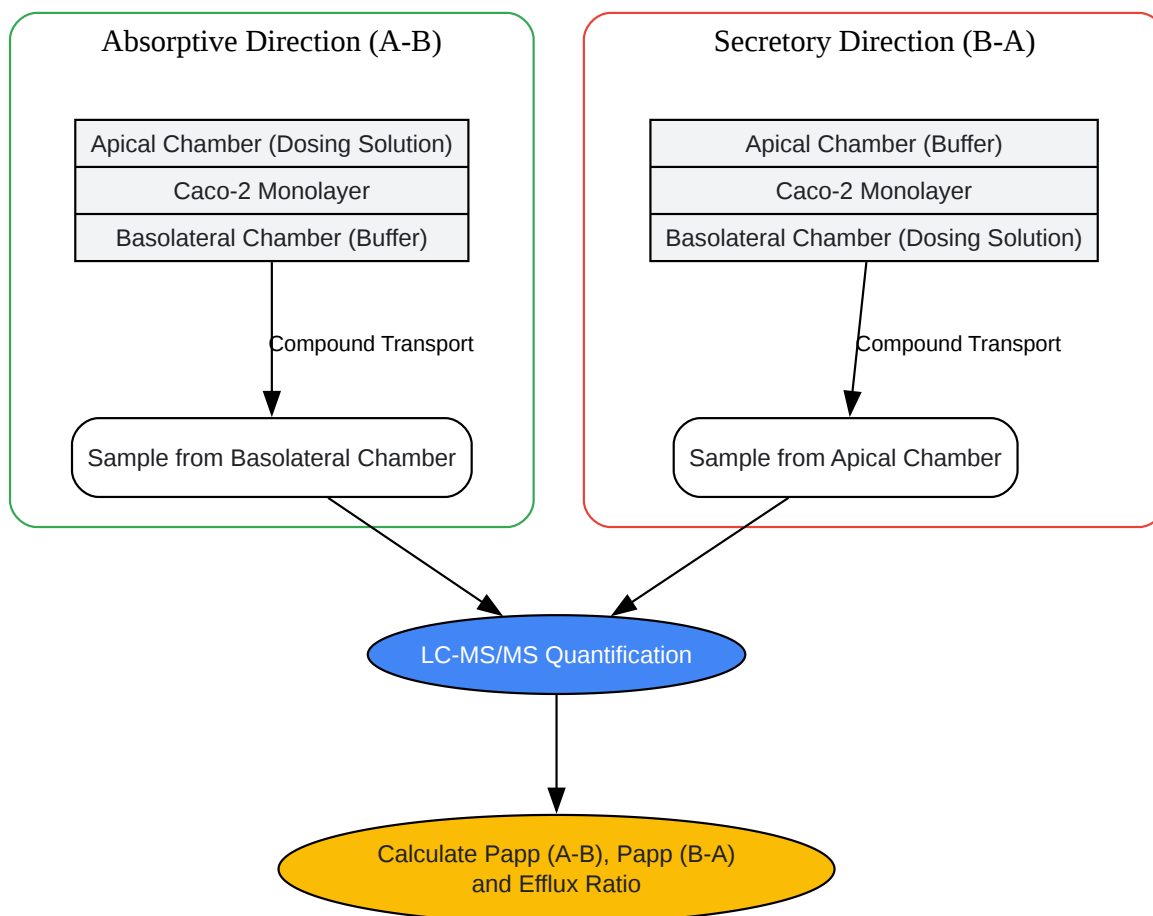 Absorptive Direction (A-B)
Apical Chamber (Dosing Solution)
Caco-2 Monolayer
Basolateral Chamber (Buffer)
Compound Transport
Sample from Basolateral Chamber
Secretory Direction (B-A)
Apical Chamber (Buffer)
Caco-2 Monolayer
Basolateral Chamber (Dosing Solution)
Compound Transport
Sample from Apical Chamber
LC-MS/MS Quantification
Calculate Papp (A-B), Papp (B-A)
and Efflux Ratio